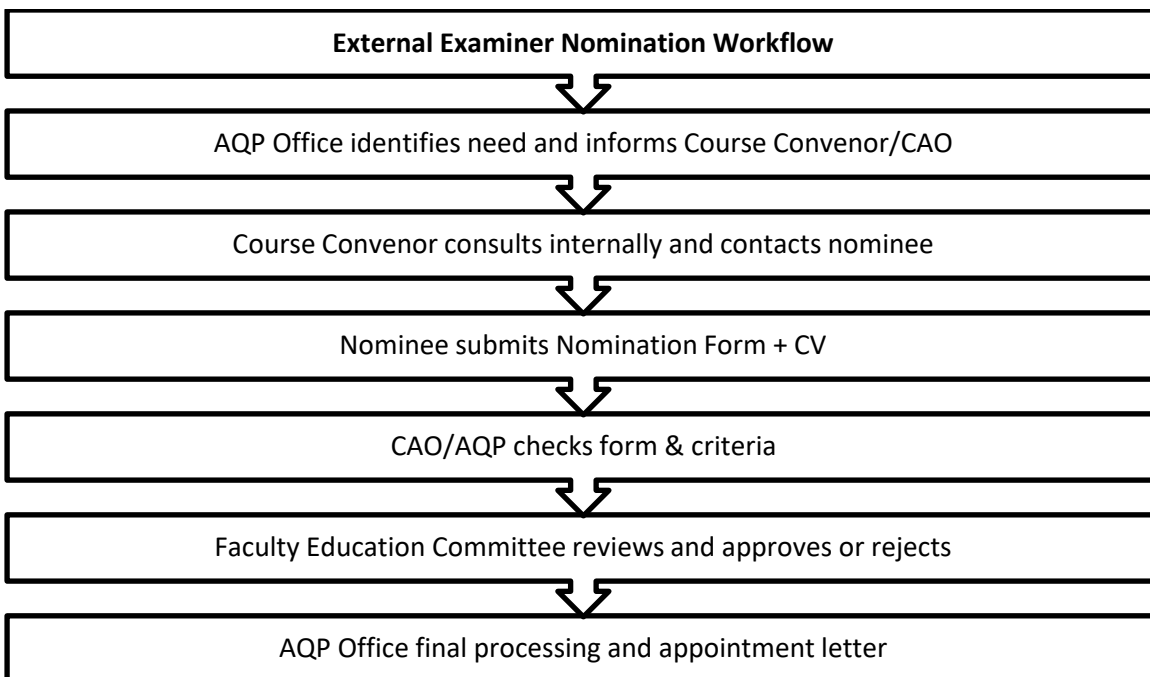 External Examiner Nomination Workflow
AQP Office identifies need and informs Course Convenor/CAO
Course Convenor consults internally and contacts nominee
Nominee submits Nomination Form + CV
CAO/AQP checks form & criteria
Faculty Education Committee reviews and approves or rejects
AQP Office final processing and appointment letter